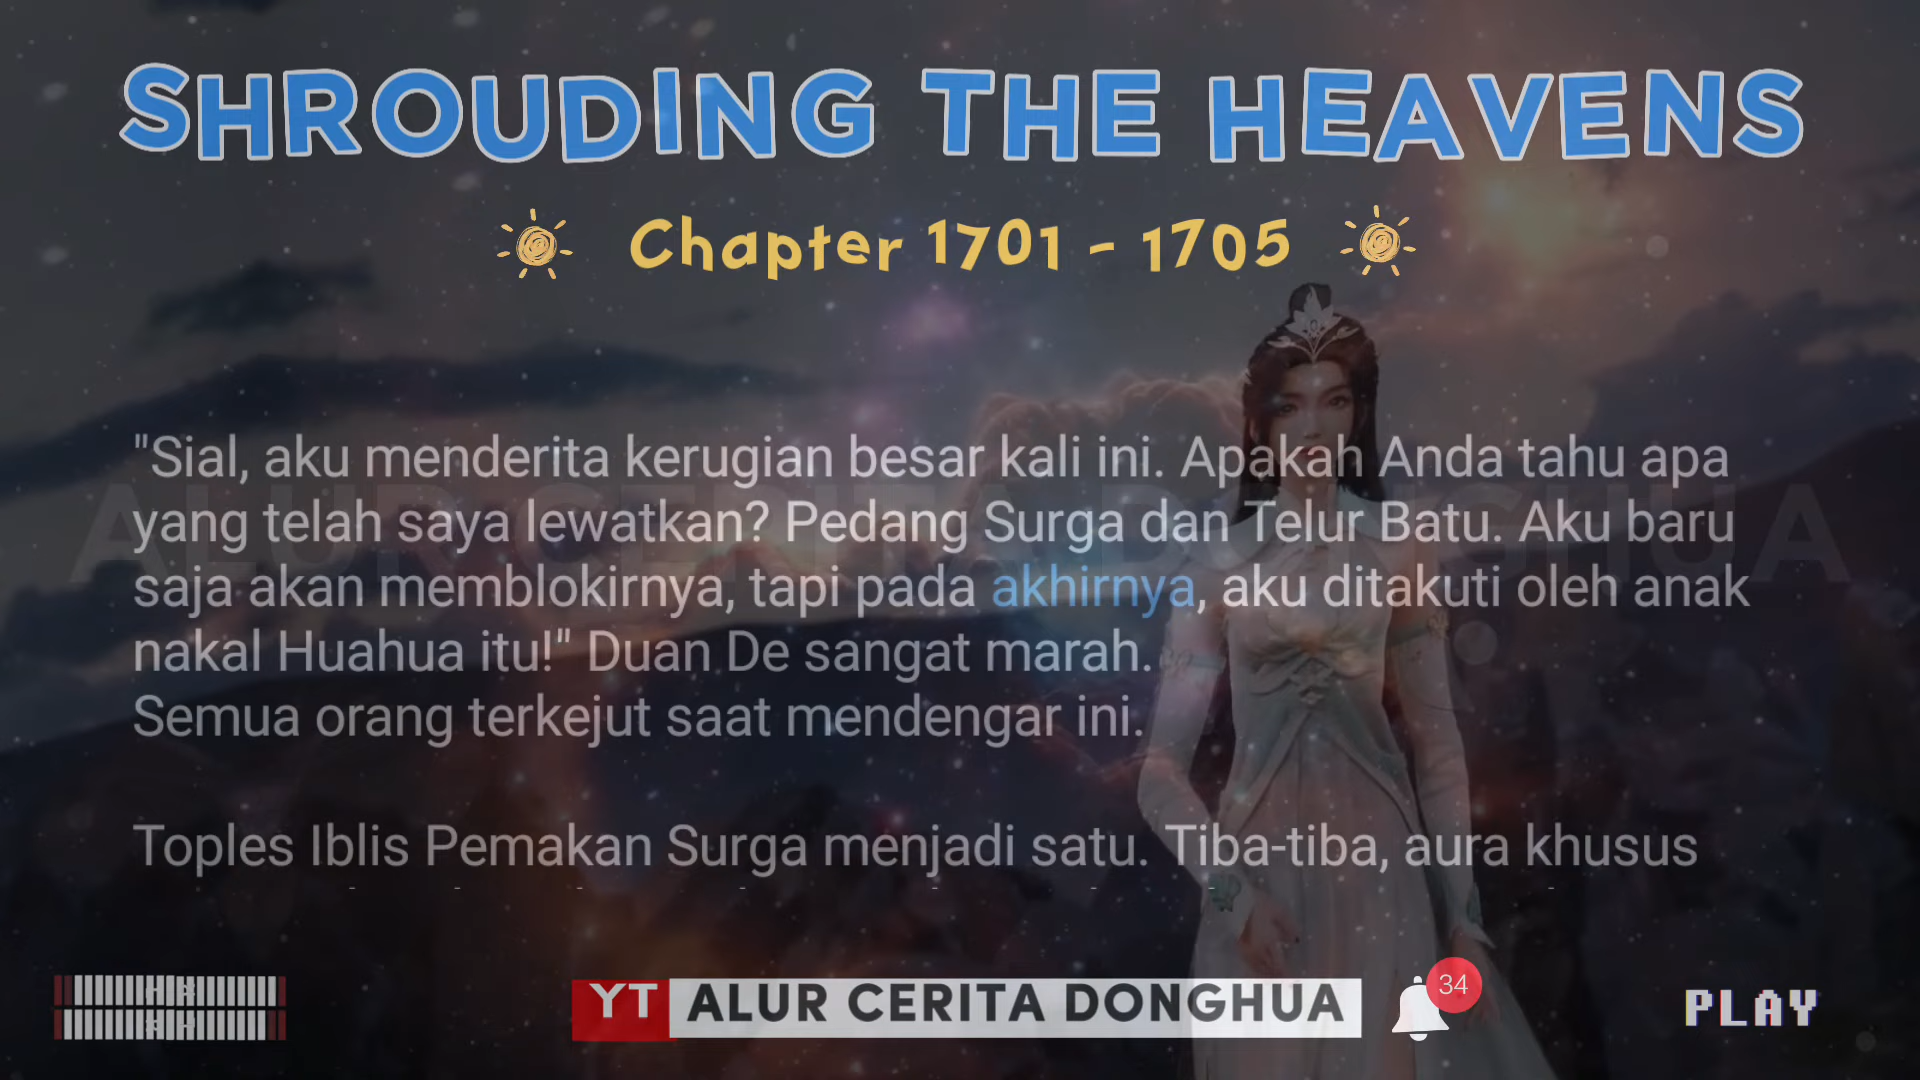 SHROUDING THE HEAVENS
Chapter 1701 - 1705
"Sial, aku menderita kerugian besar kali ini. Apakah Anda tahu apa
yang telah saya lewatkan? Pedang Surga dan Telur Batu. Aku baru
saja akan memblokirnya, tapi pada akhirnya, aku ditakuti oleh anak
nakal Huahua itu!" Duan De sangat marah.
Semua orang terkejut saat mendengar ini.
Toples Iblis Pemakan Surga menjadi satu. Tiba-tiba, aura khusus
ALUR CERITA DONGHUA
YT ALUR CERITA DONGHUA
34
PLAY